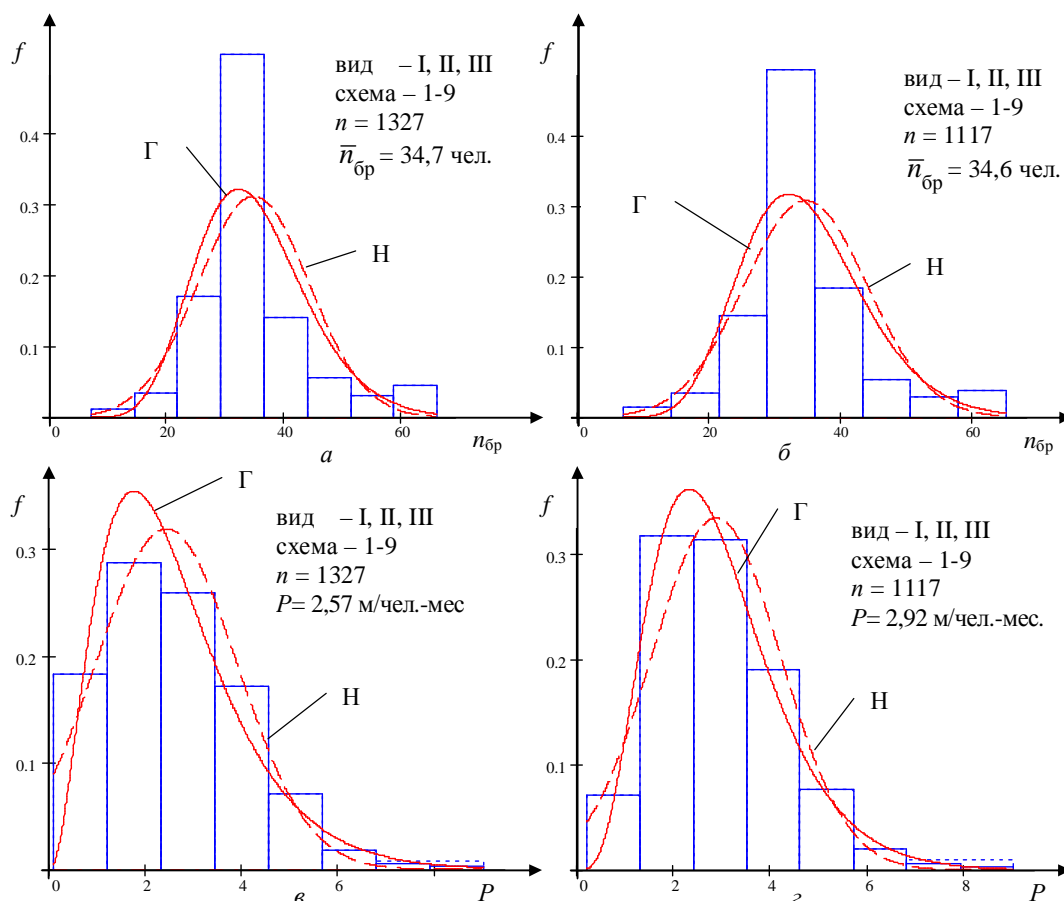 f
вид – I, II, III
схема – 1-9
n = 1327
n̅бр = 34,7 чел.
Г
Н
0.4
0.3
0.2
0.1
0
20
40
60
nбр
а
f
вид – I, II, III
схема – 1-9
n = 1117
n̅бр = 34,6 чел.
Г
Н
0.4
0.3
0.2
0.1
0
20
40
60
nбр
б
f
Г
вид – I, II, III
схема – 1-9
n = 1327
P= 2,57 м/чел.-мес
Н
0.3
0.2
0.1
0
2
4
6
P
в
f
Г
вид – I, II, III
схема – 1-9
n = 1117
P= 2,92 м/чел.-мес.
Н
0.3
0.2
0.1
0
2
4
6
8
P
г